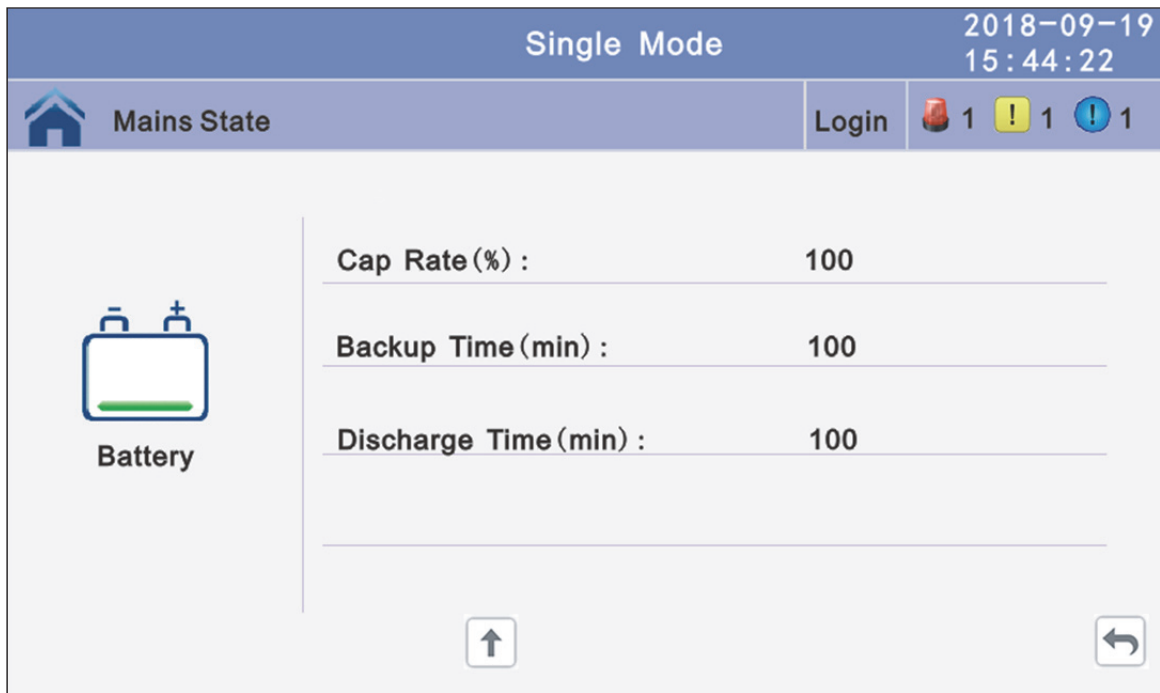 Single Mode
2018-09-19
15:44:22
Mains State
Login
1
! 1
! 1
Cap Rate(%): 100
Backup Time(min): 100
Discharge Time(min): 100
- +
Battery